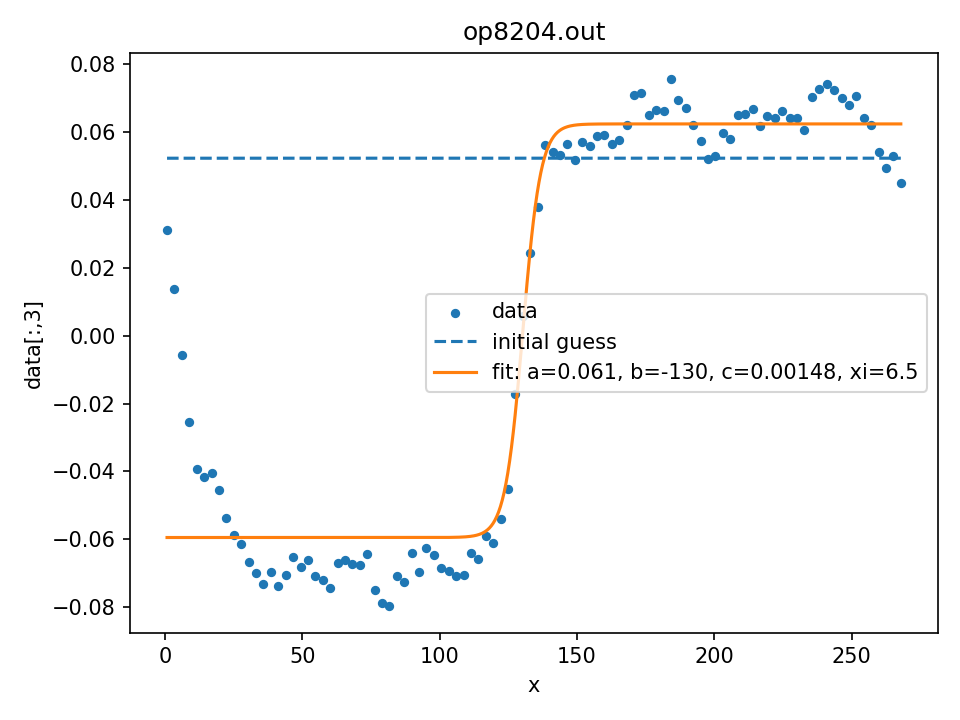 op8204.out
0.08
0.06
0.04
0.02
0.00
−0.02
−0.04
−0.06
−0.08
data[:,3]
data
initial guess
fit: a=0.061, b=-130, c=0.00148, xi=6.5
0 50 100 150 200 250
x